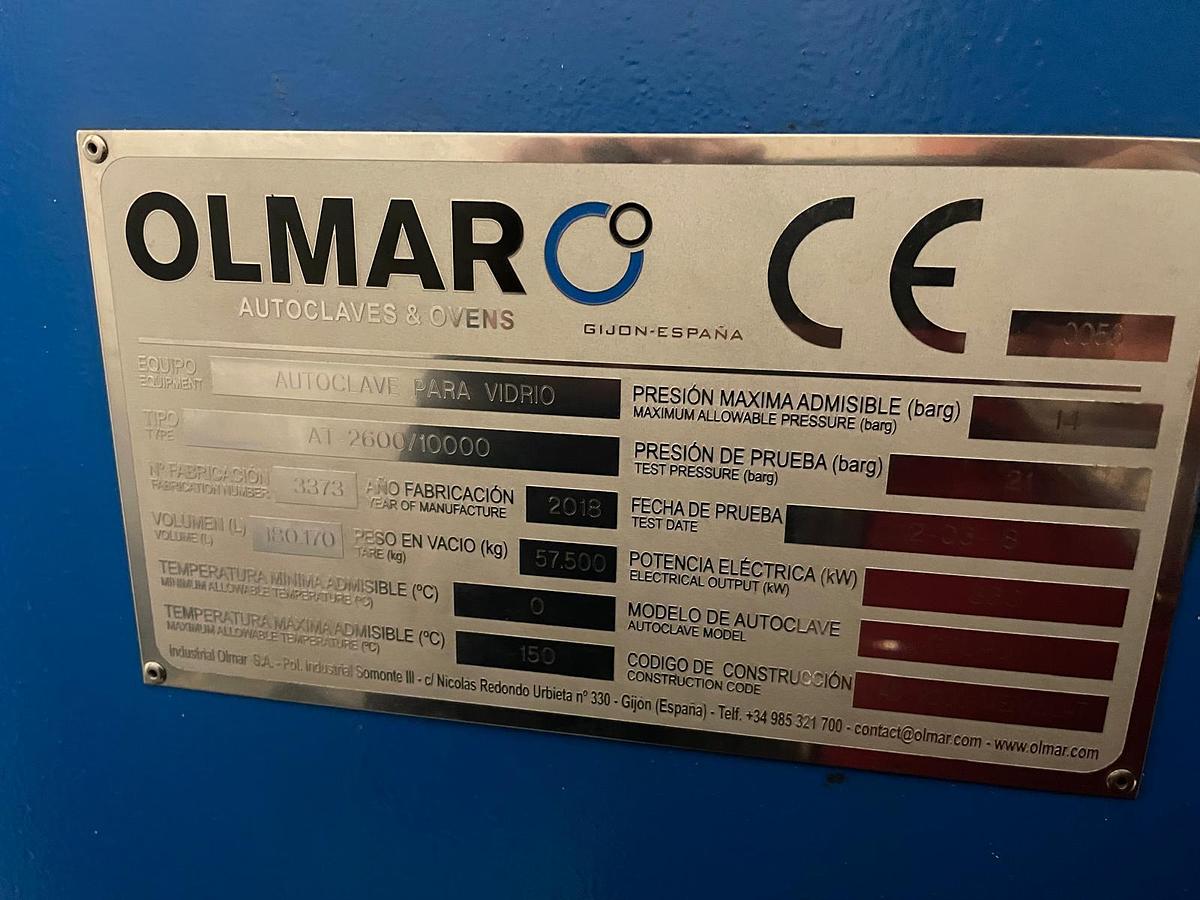 OLMAR
AUTOCLAVES & OVENS
GIJON-ESPAÑA
CE
0056
EQUIPO
EQUIPMENT
AUTOCLAVE PARA VIDRIO
TIPO
TYPE
AT 2600/10000
Nº FABRICACIÓN
FABRICATION NUMBER
3373
AÑO FABRICACIÓN
YEAR OF MANUFACTURE
2018
VOLUMEN (L)
VOLUME (L)
180.170
PESO EN VACIO (kg)
TARE (kg)
57.500
TEMPERATURA MINIMA ADMISIBLE (ºC)
MINIMUM ALLOWABLE TEMPERATURE (ºC)
0
TEMPERATURA MAXIMA ADMISIBLE (ºC)
MAXIMUM ALLOWABLE TEMPERATURE (ºC)
150
PRESIÓN MAXIMA ADMISIBLE (barg)
MAXIMUM ALLOWABLE PRESSURE (barg)
14
PRESIÓN DE PRUEBA (barg)
TEST PRESSURE (barg)
21
FECHA DE PRUEBA
TEST DATE
POTENCIA ELÉCTRICA (kW)
ELECTRICAL OUTPUT (kW)
MODELO DE AUTOCLAVE
AUTOCLAVE MODEL
CODIGO DE CONSTRUCCIÓN
CONSTRUCTION CODE
Industrial Olmar S.A. - Pol. Industrial Somonte III - c/ Nicolás Redondo Urbieta nº 330 - Gijón (España) - Telf. +34 985 321 700 - contact@olmar.com - www.olmar.com